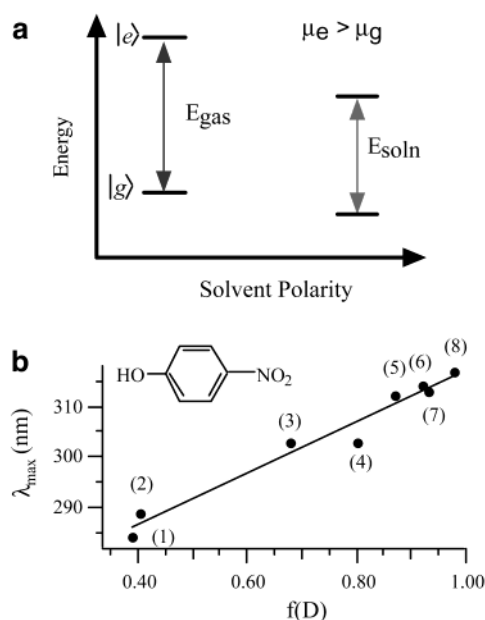 a
|e⟩
μe > μg
Egas
Esoln
|g⟩
Energy
Solvent Polarity
b
HO
NO2
(8)
(6)
(5)
(7)
(3)
(4)
(2)
(1)
310
300
290
λmax (nm)
0.40 0.60 0.80 1.00
f(D)